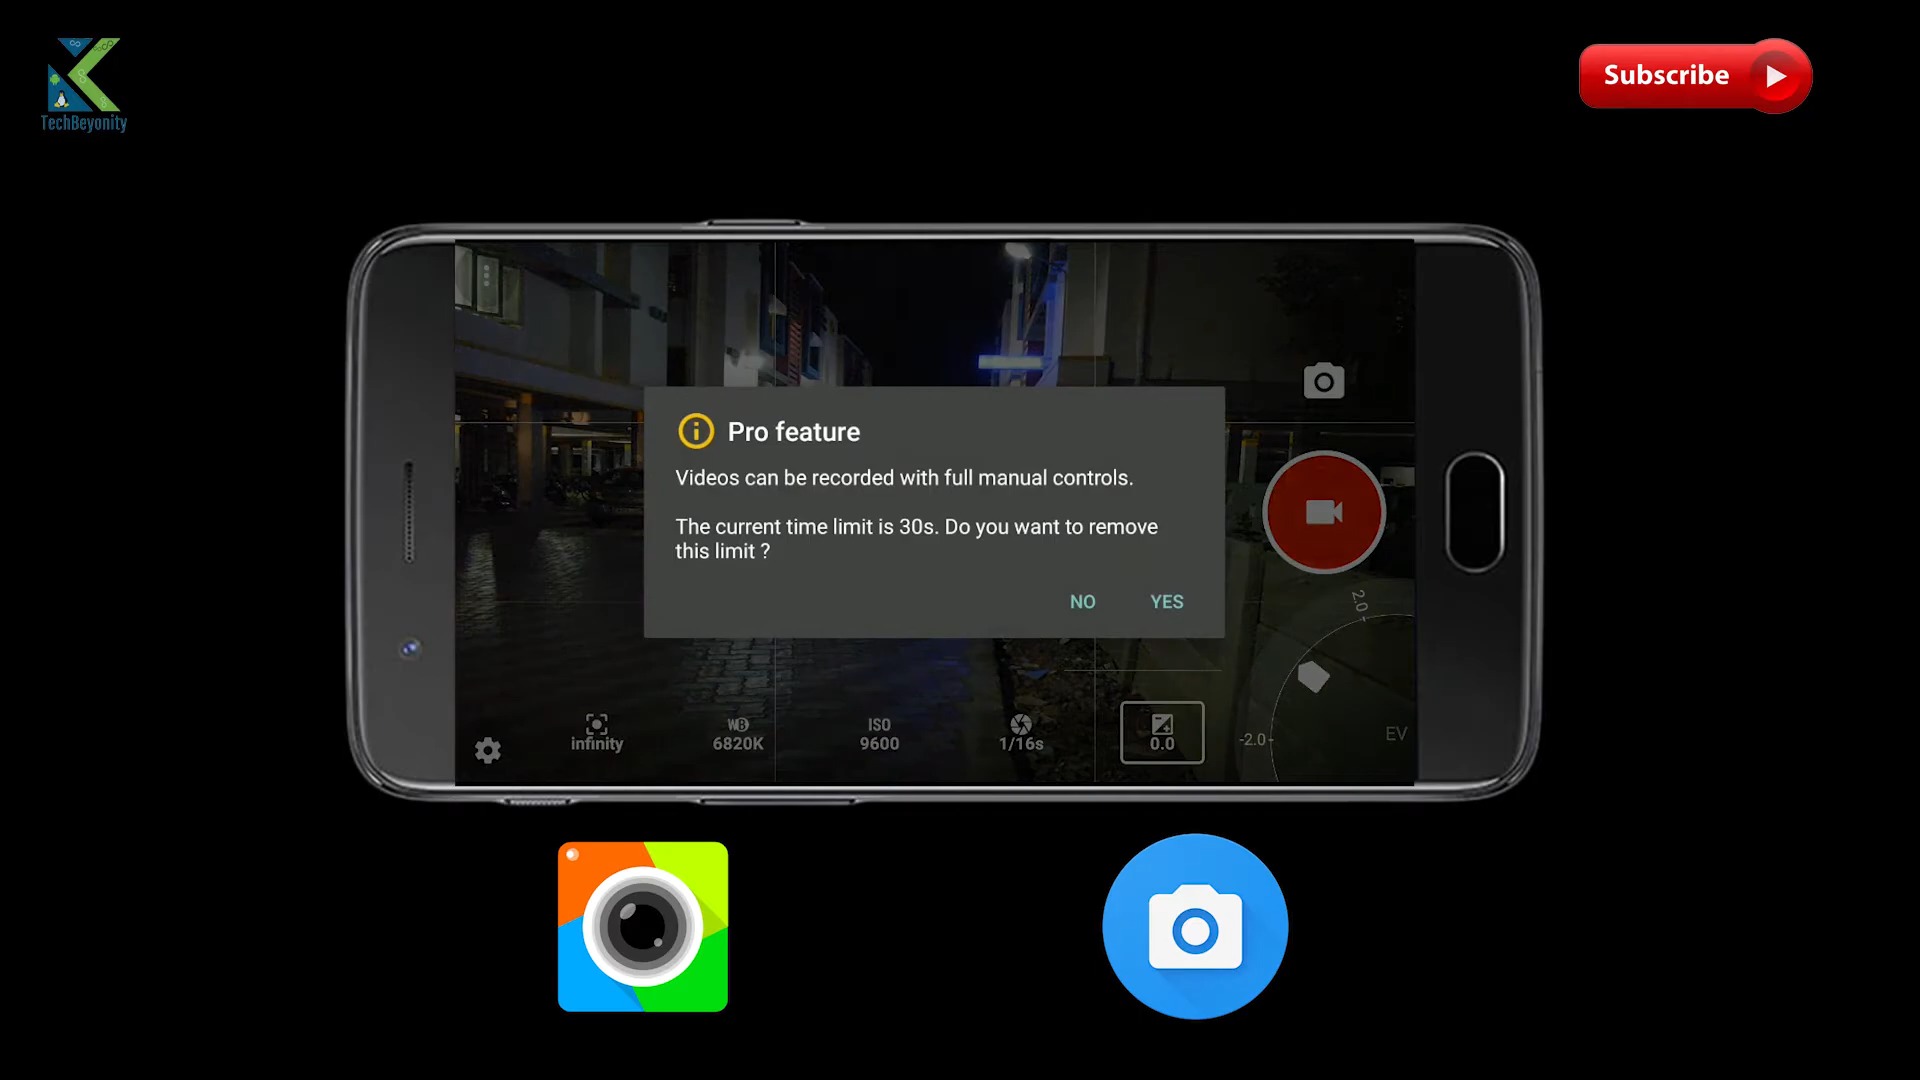 TechBeyonity
Subscribe
Pro feature
Videos can be recorded with full manual controls.
The current time limit is 30s. Do you want to remove
this limit ?
NO YES
2.0
infinity
WB
6820K
ISO
9600
1/16s
0.0
-2.0
EV